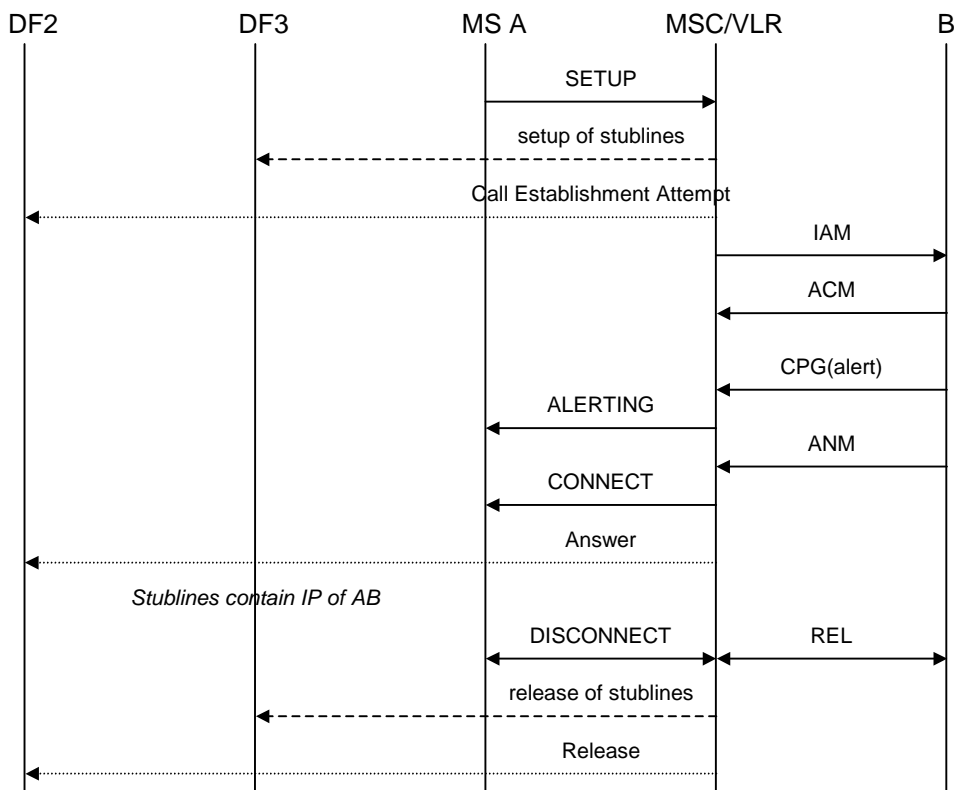 DF2 DF3 MS A MSC/VLR B
SETUP
setup of stublines
Call Establishment Attempt
IAM
ACM
CPG(alert)
ALERTING
ANM
CONNECT
Answer
Stublines contain IP of AB
DISCONNECT REL
release of stublines
Release